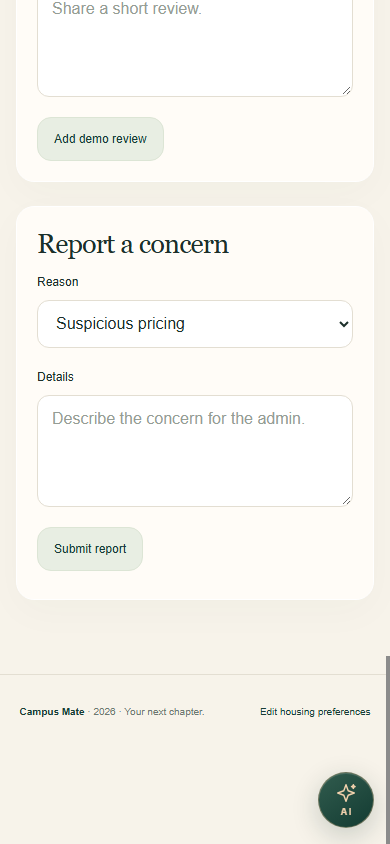 Share a short review.
Add demo review
Report a concern
Reason
Suspicious pricing
Details
Describe the concern for the admin.
Submit report
Campus Mate · 2026 · Your next chapter.
Edit housing preferences
AI